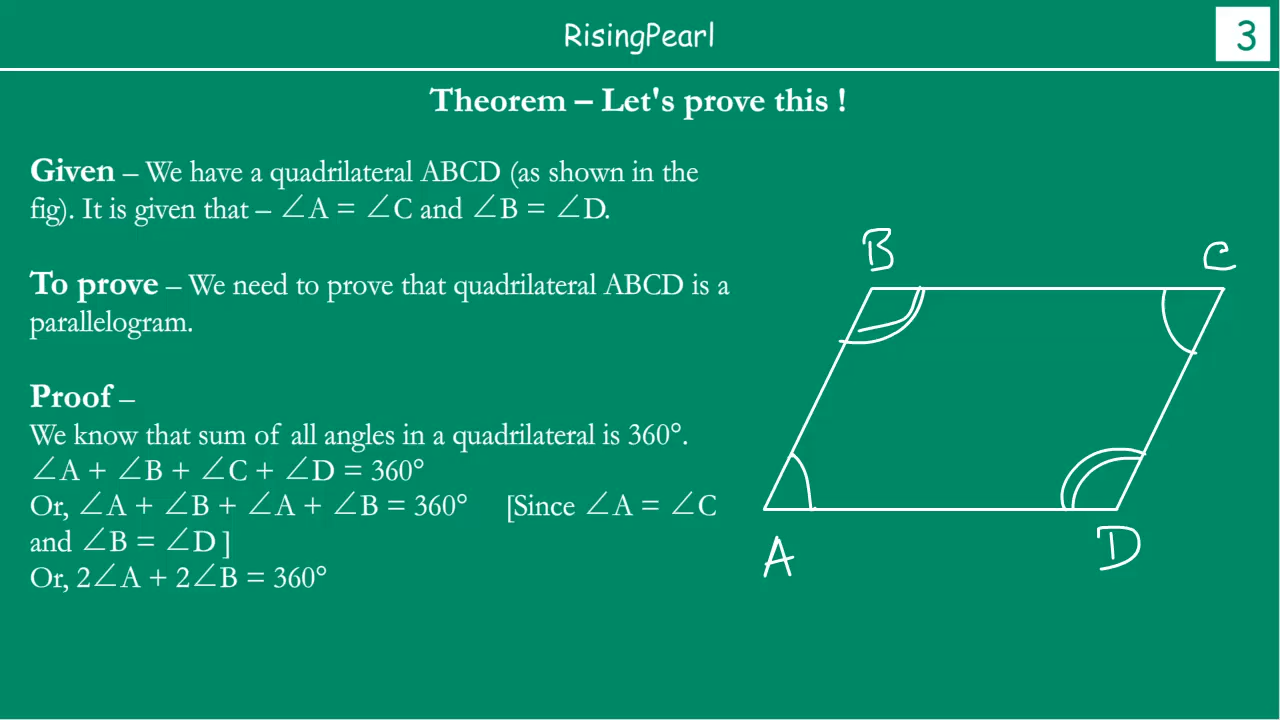 RisingPearl
3
Theorem – Let's prove this !
Given – We have a quadrilateral ABCD (as shown in the
fig). It is given that – ∠A = ∠C and ∠B = ∠D.
To prove – We need to prove that quadrilateral ABCD is a
parallelogram.
Proof –
We know that sum of all angles in a quadrilateral is 360°.
∠A + ∠B + ∠C + ∠D = 360°
Or, ∠A + ∠B + ∠A + ∠B = 360° [Since ∠A = ∠C
and ∠B = ∠D ]
Or, 2∠A + 2∠B = 360°
B
C
A
D